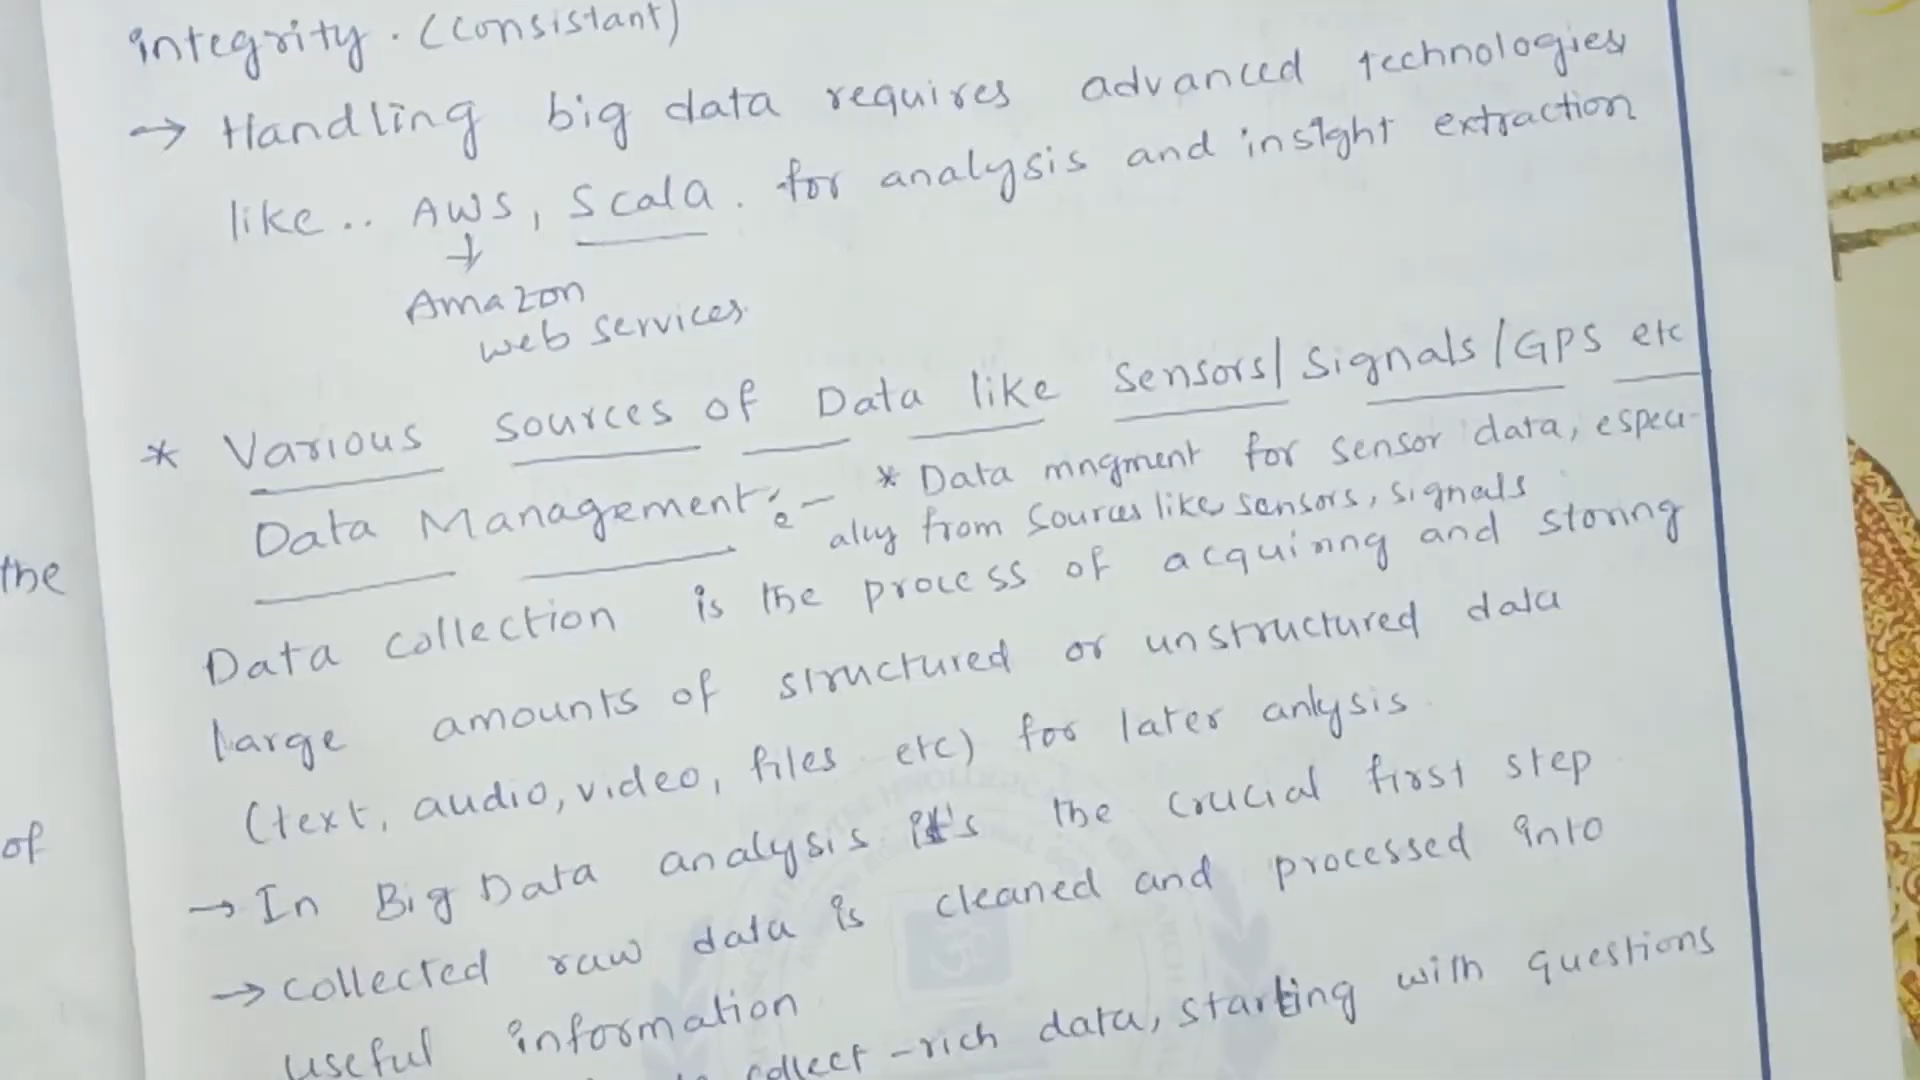 integrity. (consistant)
→ Handling big data requires advanced technologies
like.. AWS, Scala. for analysis and insight extraction
Amazon
web services.
* Various sources of Data like sensors/signals/GPS etc
Data Management:- * Data mngment for sensor data, especi-
ally from sources like sensors, signals
Data collection is the process of acquiring and storing
large amounts of structured or unstructured data
(text, audio, video, files etc) for later anlysis.
→ In Big Data analysis it's the crucial first step
→ collected raw data is cleaned and processed into
useful information
collect-rich data, starting with questions
the
of